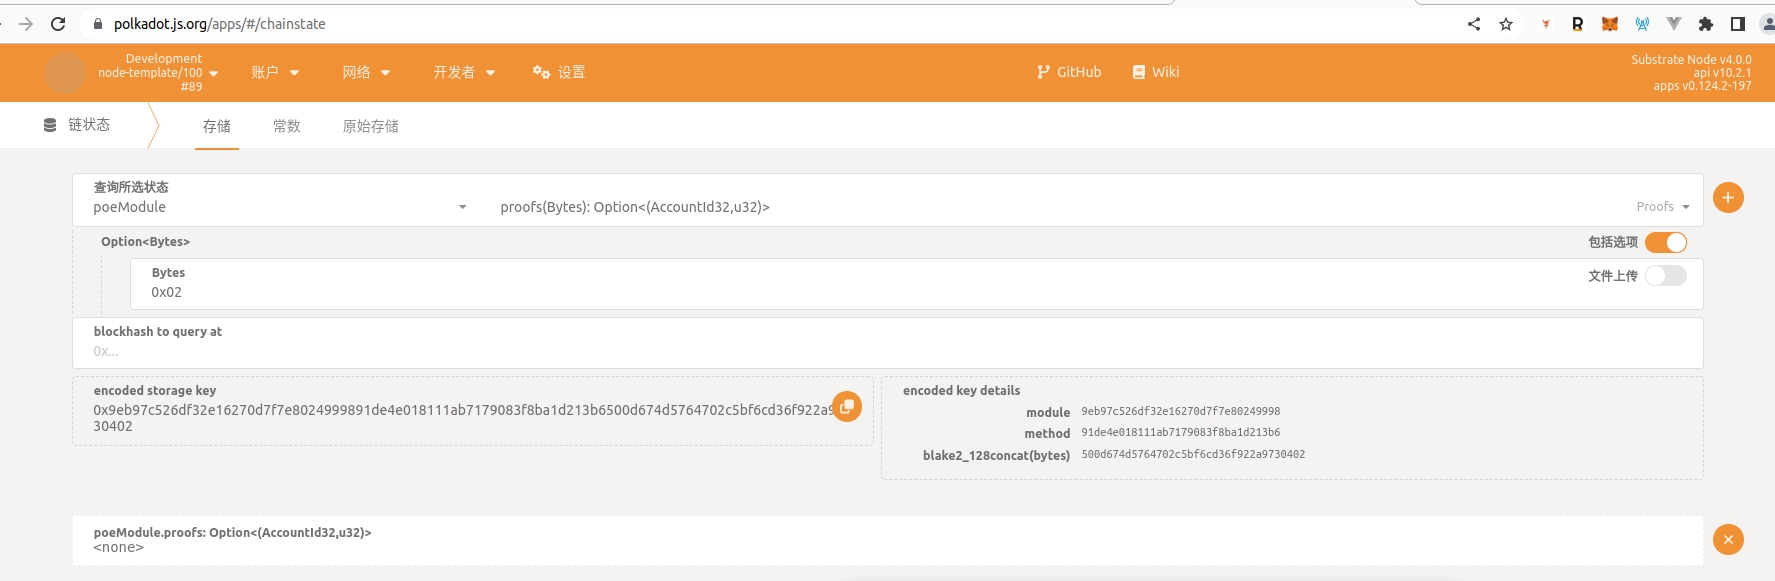 polkadot.js.org/apps/#/chainstate
Development
node-template/100
#89
账户
网络
开发者
设置
GitHub
Wiki
Substrate Node v4.0.0
api v10.2.1
apps v0.124.2-197
链状态
存储
常数
原始存储
查询所选状态
poeModule
proofs(Bytes): Option<(AccountId32,u32)>
Proofs
Option<Bytes>
包括选项
Bytes
0x02
文件上传
blockhash to query at
0x...
encoded storage key
0x9eb97c526df32e16270d7f7e8024999891de4e018111ab7179083f8ba1d213b6500d674d5764702c5bf6cd36f922a9
30402
encoded key details
module 9eb97c526df32e16270d7f7e80249998
method 91de4e018111ab7179083f8ba1d213b6
blake2_128concat(bytes) 500d674d5764702c5bf6cd36f922a9730402
poeModule.proofs: Option<(AccountId32,u32)>
<none>